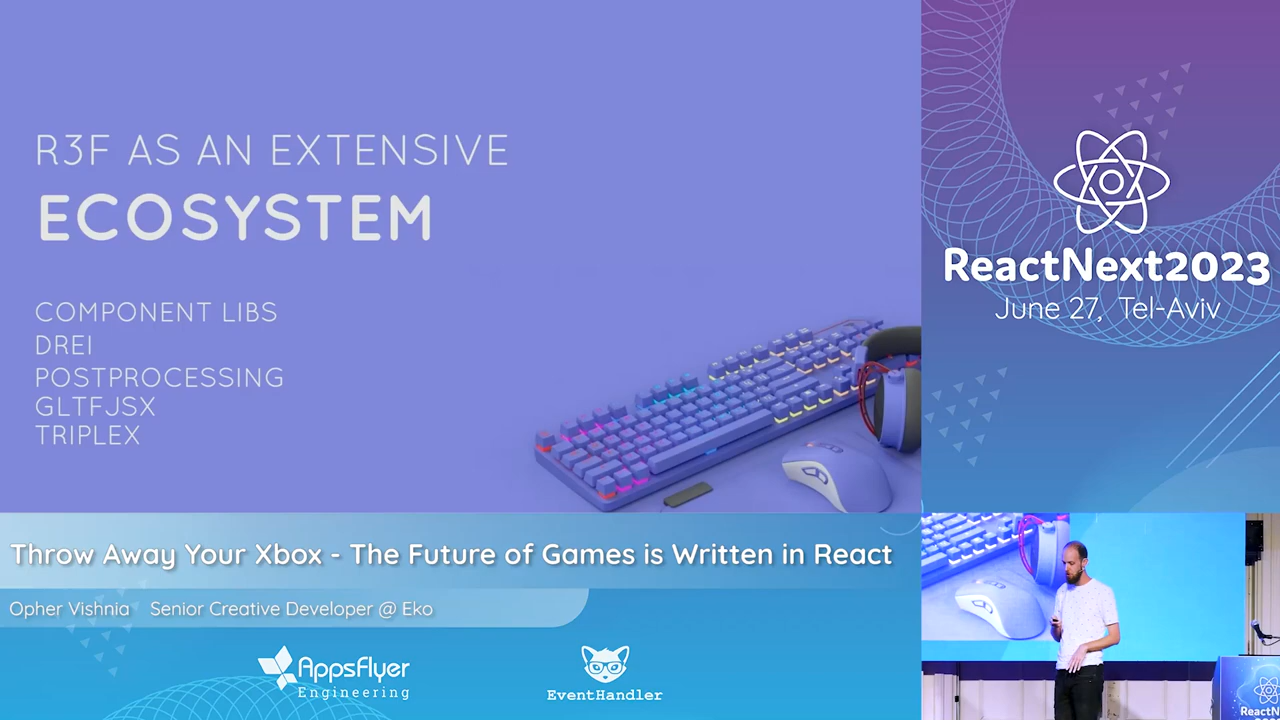 R3F AS AN EXTENSIVE
ECOSYSTEM
COMPONENT LIBS
DREI
POSTPROCESSING
GLTFJSX
TRIPLEX
ReactNext2023
June 27, Tel-Aviv
Throw Away Your Xbox - The Future of Games is Written in React
Opher Vishnia Senior Creative Developer @ Eko
AppsFlyer
Engineering
EventHandler